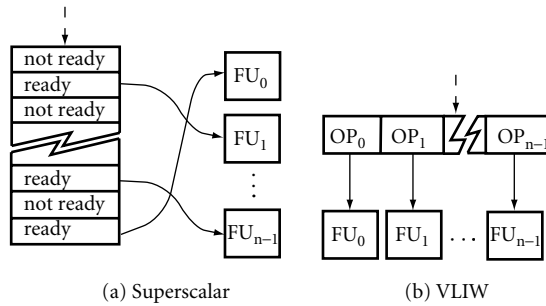 not ready
ready
not ready
ready
not ready
ready
FU₀
FU₁
⋮
FUₙ₋₁
(a) Superscalar
OP₀ OP₁ OPₙ₋₁
FU₀ FU₁ . . . FUₙ₋₁
(b) VLIW